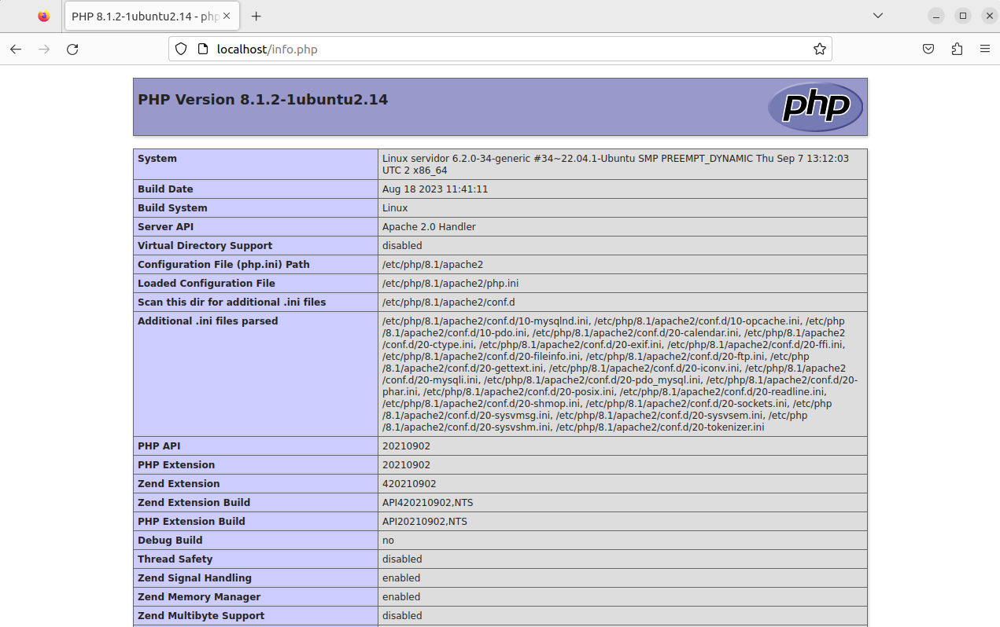 PHP 8.1.2-1ubuntu2.14 - php
localhost/info.php
PHP Version 8.1.2-1ubuntu2.14
php
System
Linux servidor 6.2.0-34-generic #34~22.04.1-Ubuntu SMP PREEMPT_DYNAMIC Thu Sep 7 13:12:03
UTC 2 x86_64
Build Date
Aug 18 2023 11:41:11
Build System
Linux
Server API
Apache 2.0 Handler
Virtual Directory Support
disabled
Configuration File (php.ini) Path
/etc/php/8.1/apache2
Loaded Configuration File
/etc/php/8.1/apache2/php.ini
Scan this dir for additional .ini files
/etc/php/8.1/apache2/conf.d
Additional .ini files parsed
/etc/php/8.1/apache2/conf.d/10-mysqlnd.ini, /etc/php/8.1/apache2/conf.d/10-opcache.ini, /etc/php
/8.1/apache2/conf.d/10-pdo.ini, /etc/php/8.1/apache2/conf.d/20-calendar.ini, /etc/php/8.1/apache2
/conf.d/20-ctype.ini, /etc/php/8.1/apache2/conf.d/20-exif.ini, /etc/php/8.1/apache2/conf.d/20-ffi.ini,
/etc/php/8.1/apache2/conf.d/20-fileinfo.ini, /etc/php/8.1/apache2/conf.d/20-ftp.ini, /etc/php
/8.1/apache2/conf.d/20-gettext.ini, /etc/php/8.1/apache2/conf.d/20-iconv.ini, /etc/php/8.1/apache2
/conf.d/20-mysqli.ini, /etc/php/8.1/apache2/conf.d/20-pdo_mysql.ini, /etc/php/8.1/apache2/conf.d/20-
phar.ini, /etc/php/8.1/apache2/conf.d/20-posix.ini, /etc/php/8.1/apache2/conf.d/20-readline.ini,
/etc/php/8.1/apache2/conf.d/20-shmop.ini, /etc/php/8.1/apache2/conf.d/20-sockets.ini, /etc/php
/8.1/apache2/conf.d/20-sysvmsg.ini, /etc/php/8.1/apache2/conf.d/20-sysvsem.ini, /etc/php
/8.1/apache2/conf.d/20-sysvshm.ini, /etc/php/8.1/apache2/conf.d/20-tokenizer.ini
PHP API
20210902
PHP Extension
20210902
Zend Extension
420210902
Zend Extension Build
API420210902,NTS
PHP Extension Build
API20210902,NTS
Debug Build
no
Thread Safety
disabled
Zend Signal Handling
enabled
Zend Memory Manager
enabled
Zend Multibyte Support
disabled